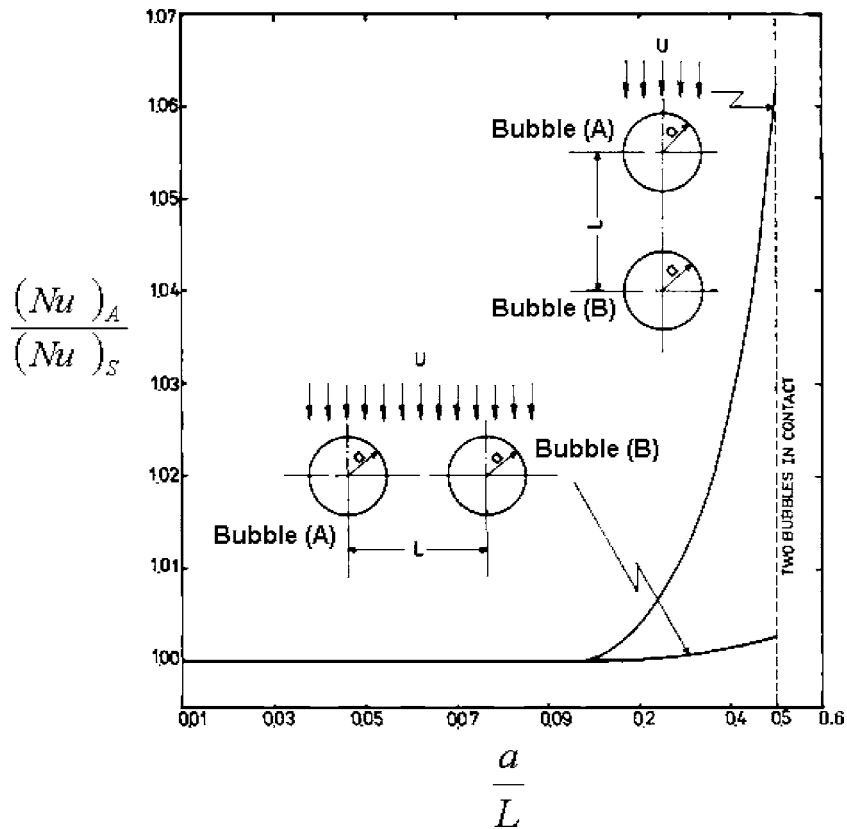 1.07
1.06
1.05
1.04
1.03
1.02
1.01
1.00
(Nu )A
(Nu )S
U
Bubble (A)
a
L
a
Bubble (B)
U
a
a
Bubble (B)
Bubble (A)
L
TWO BUBBLES IN CONTACT
0.01 0.05 0.07 0.09 0.2 0.4 0.5 0.6
a
L